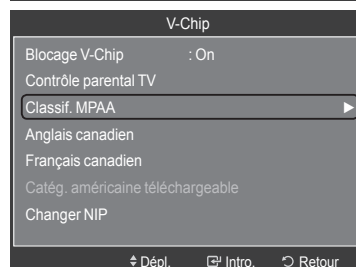 V-Chip
Blocage V-Chip : On
Contrôle parental TV
Classif. MPAA ►
Anglais canadien
Français canadien
Catég. américaine téléchargeable
Changer NIP
Dépl. Intro. Retour